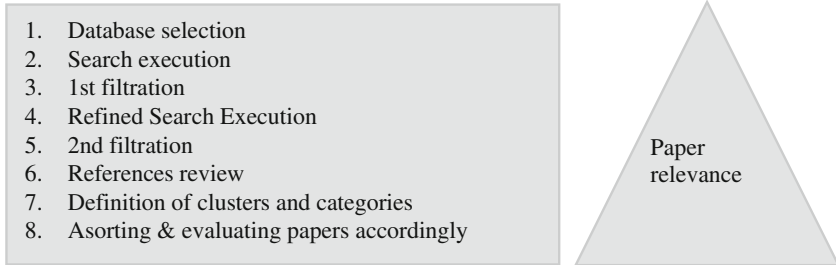 1. Database selection
2. Search execution
3. 1st filtration
4. Refined Search Execution
5. 2nd filtration
6. References review
7. Definition of clusters and categories
8. Asorting & evaluating papers accordingly
Paper
relevance